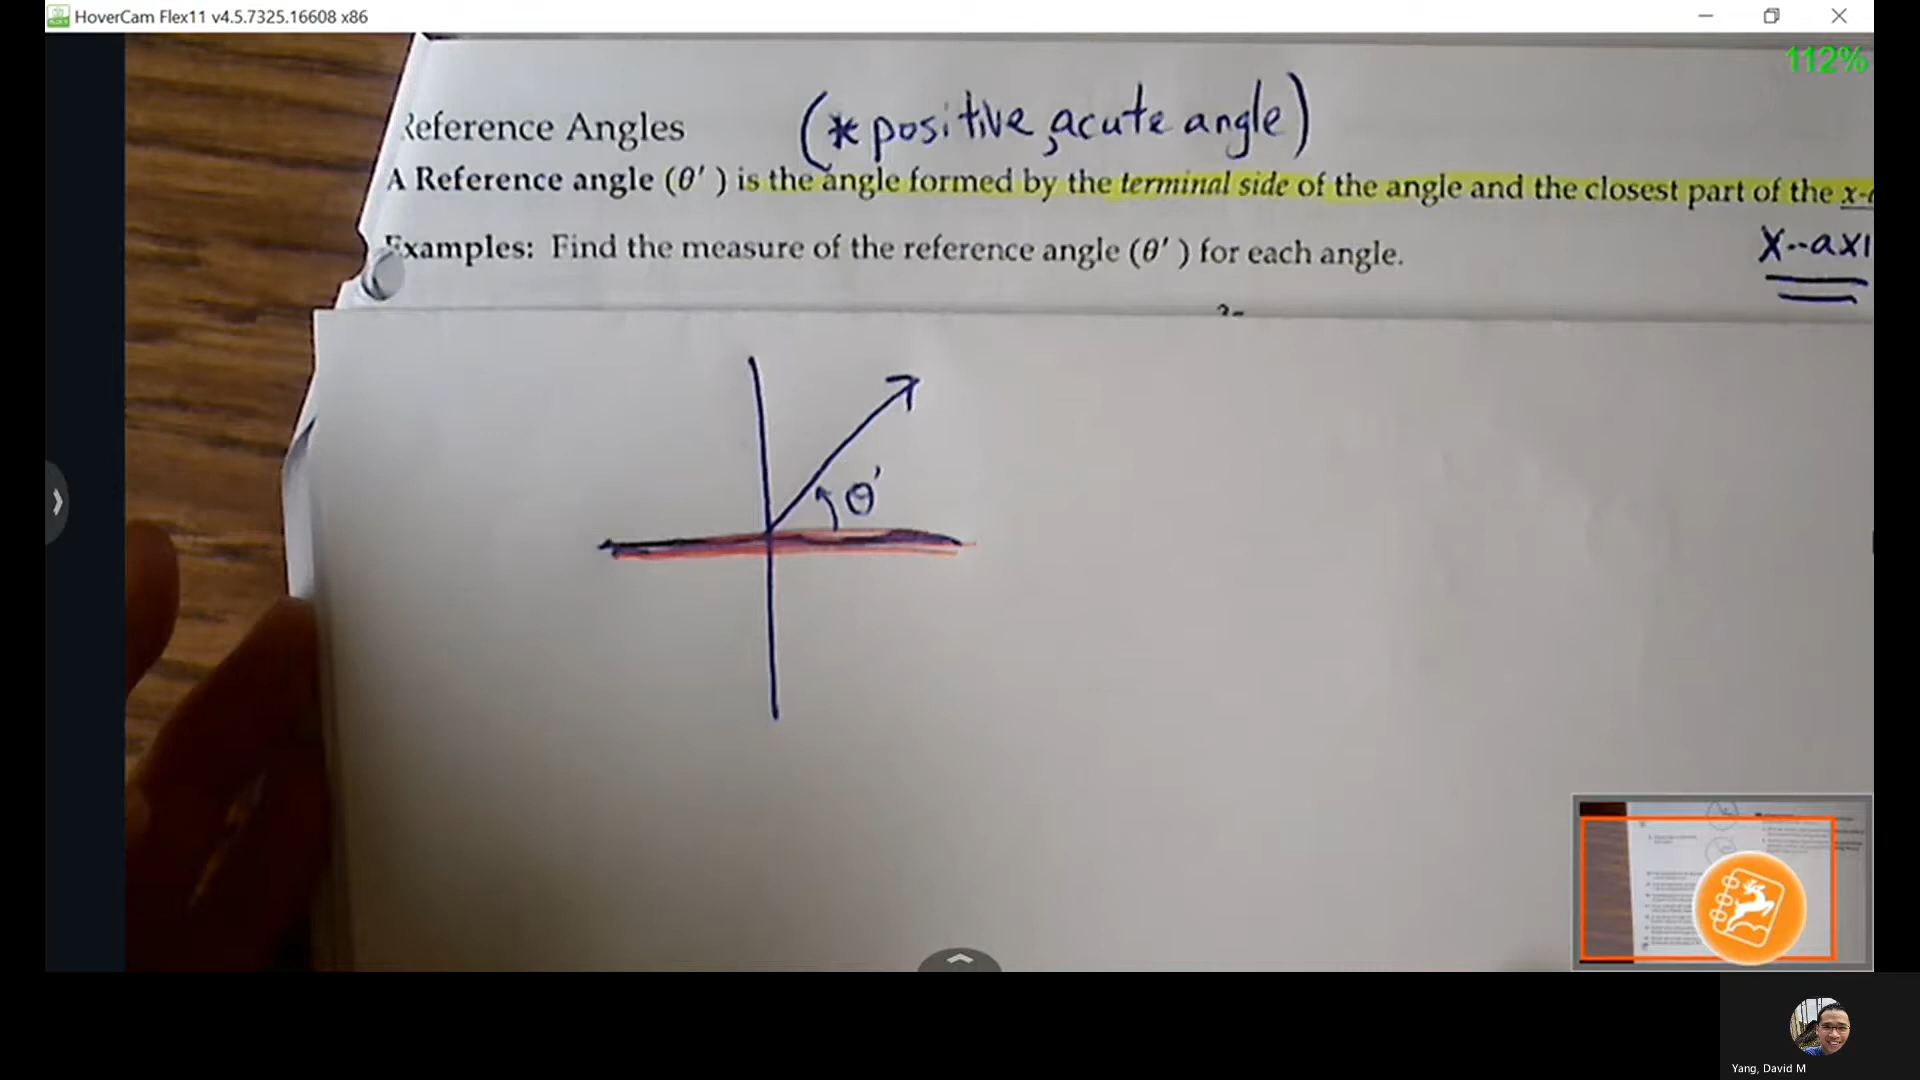 HoverCam Flex11 v4.5.7325.16608 x86
112%
Reference Angles (* positive, acute angle)
A Reference angle (θ′ ) is the angle formed by the terminal side of the angle and the closest part of the x-a
x-axi
Examples: Find the measure of the reference angle (θ′ ) for each angle.
θ'
Yang, David M